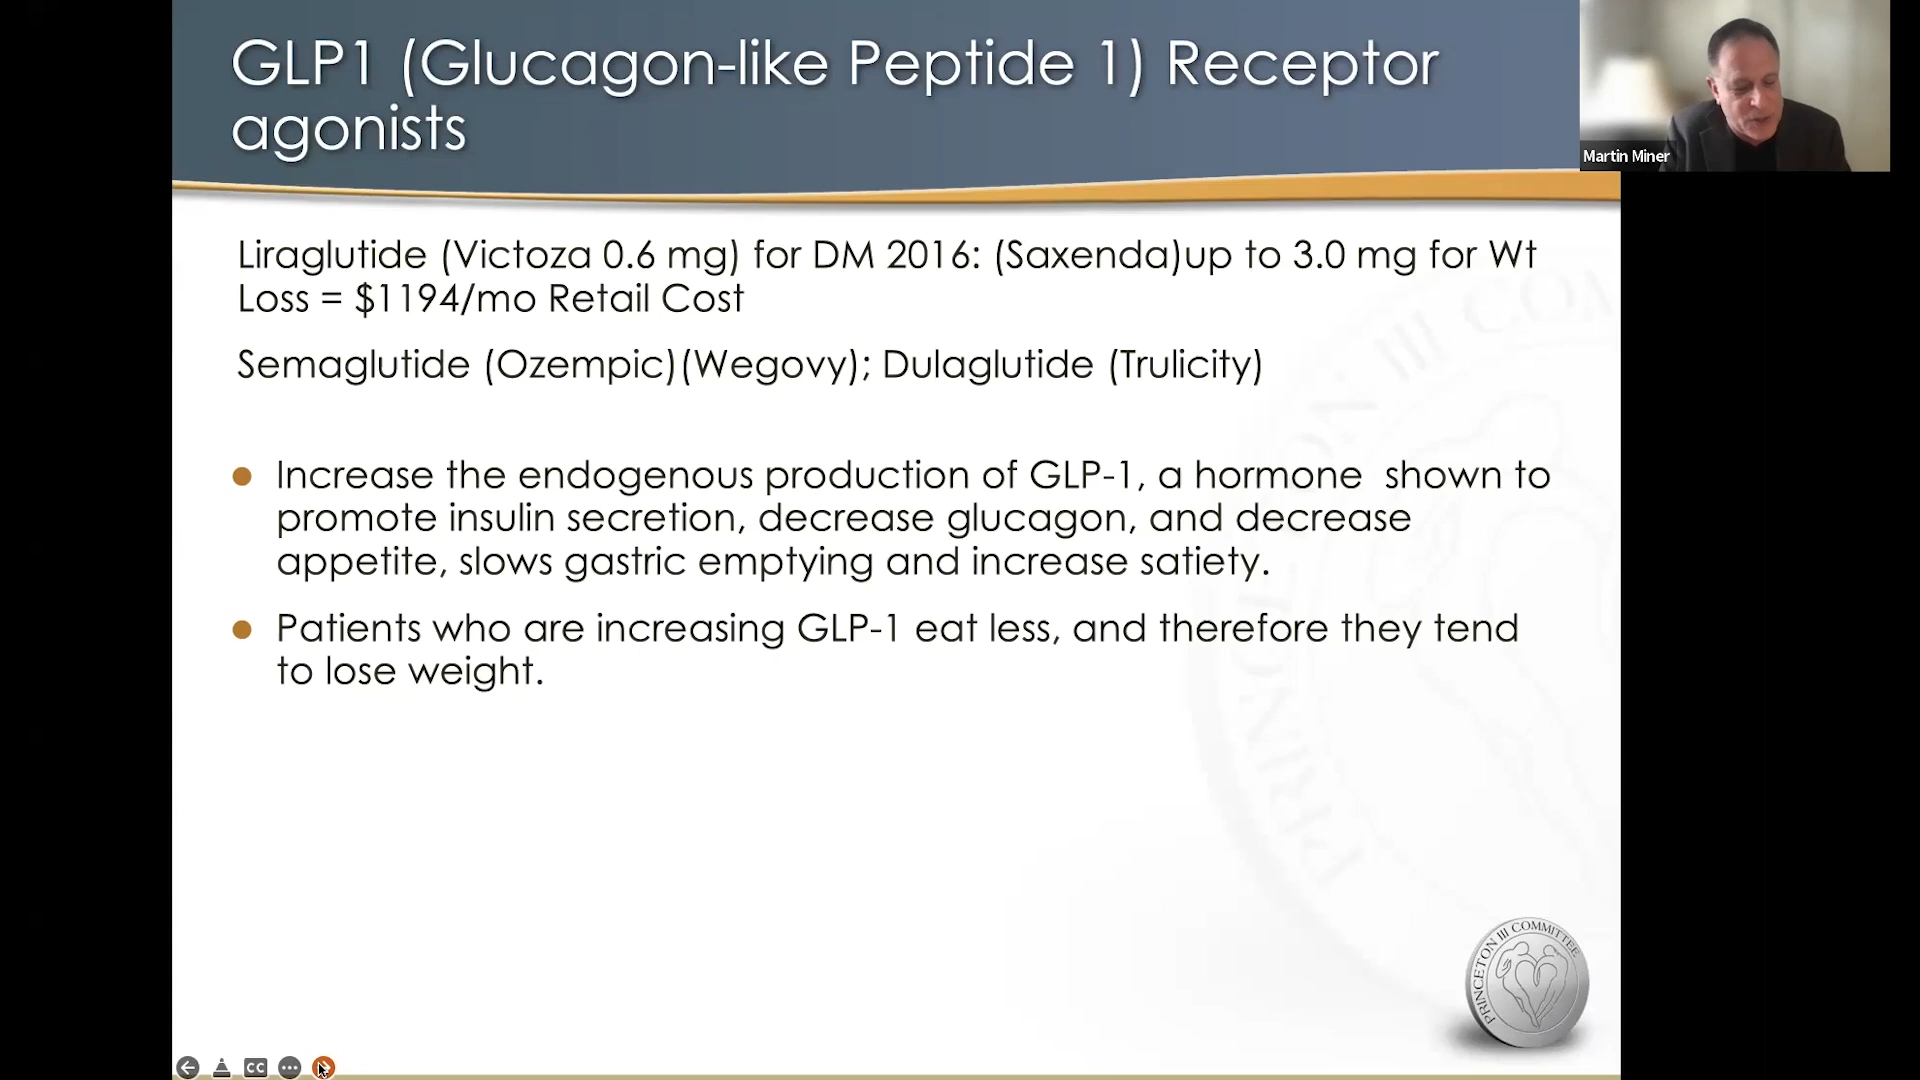 GLP1 (Glucagon-like Peptide 1) Receptor
agonists
Martin Miner
Liraglutide (Victoza 0.6 mg) for DM 2016: (Saxenda)up to 3.0 mg for Wt
Loss = $1194/mo Retail Cost
Semaglutide (Ozempic)(Wegovy); Dulaglutide (Trulicity)
Increase the endogenous production of GLP-1, a hormone  shown to
promote insulin secretion, decrease glucagon, and decrease
appetite, slows gastric emptying and increase satiety.
Patients who are increasing GLP-1 eat less, and therefore they tend
to lose weight.
PRINCETON III COMMITTEE
CC